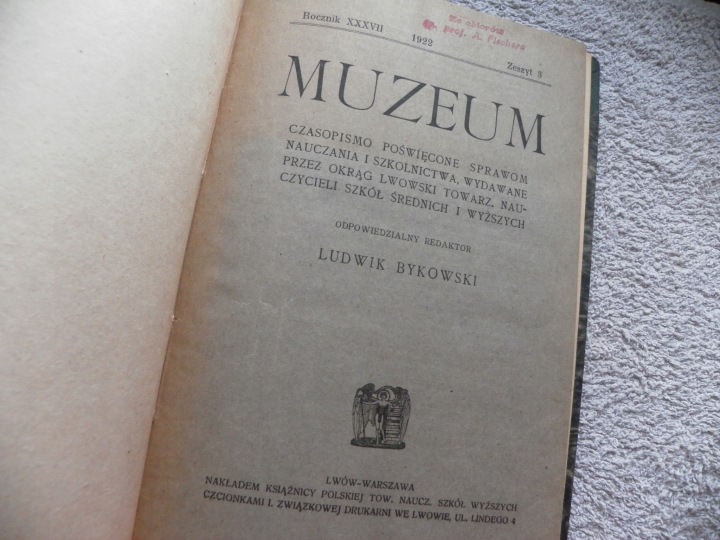 Ze zbiorów
prof. A. Fischera
Rocznik XXXVII 1922 Zeszyt 3
MUZEUM
CZASOPISMO POŚWIĘCONE SPRAWOM
NAUCZANIA I SZKOLNICTWA, WYDAWANE
PRZEZ OKRĄG LWOWSKI TOWARZ. NAU-
CZYCIELI SZKÓŁ ŚREDNICH I WYŻSZYCH
ODPOWIEDZIALNY REDAKTOR
LUDWIK BYKOWSKI
LWÓW-WARSZAWA
NAKŁADEM KSIĄŻNICY POLSKIEJ TOW. NAUCZ. SZKÓŁ WYŻSZYCH
CZCIONKAMI I. ZWIĄZKOWEJ DRUKARNI WE LWOWIE, UL. LINDEGO 4